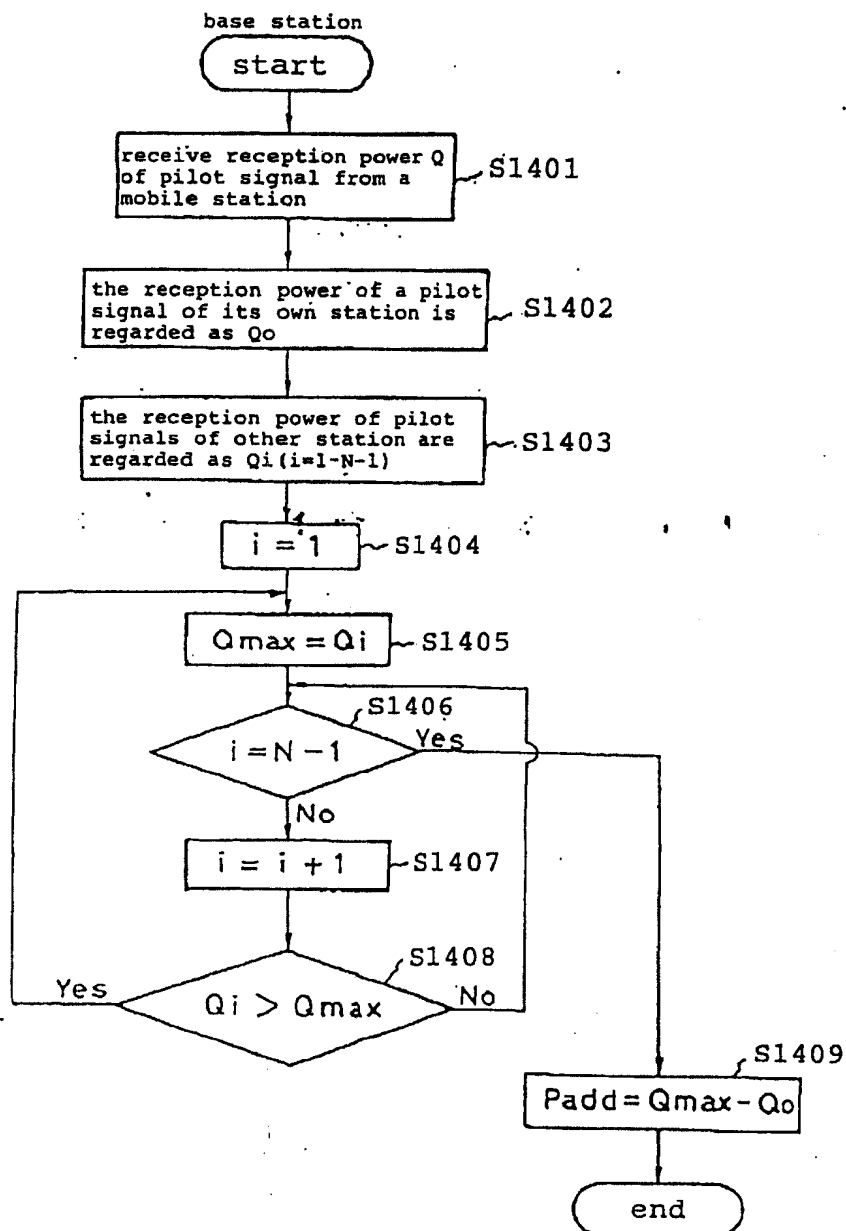 base station
start
receive reception power Q
of pilot signal from a
mobile station
S1401
the reception power of a pilot
signal of its own station is
regarded as Qo
S1402
the reception power of pilot
signals of other station are
regarded as Qi(i=1-N-1)
S1403
i = 1
S1404
Qmax = Qi
S1405
S1406
i = N - 1
Yes
No
i = i + 1
S1407
S1408
Yes
Qi > Qmax
No
S1409
Padd = Qmax - Qo
end